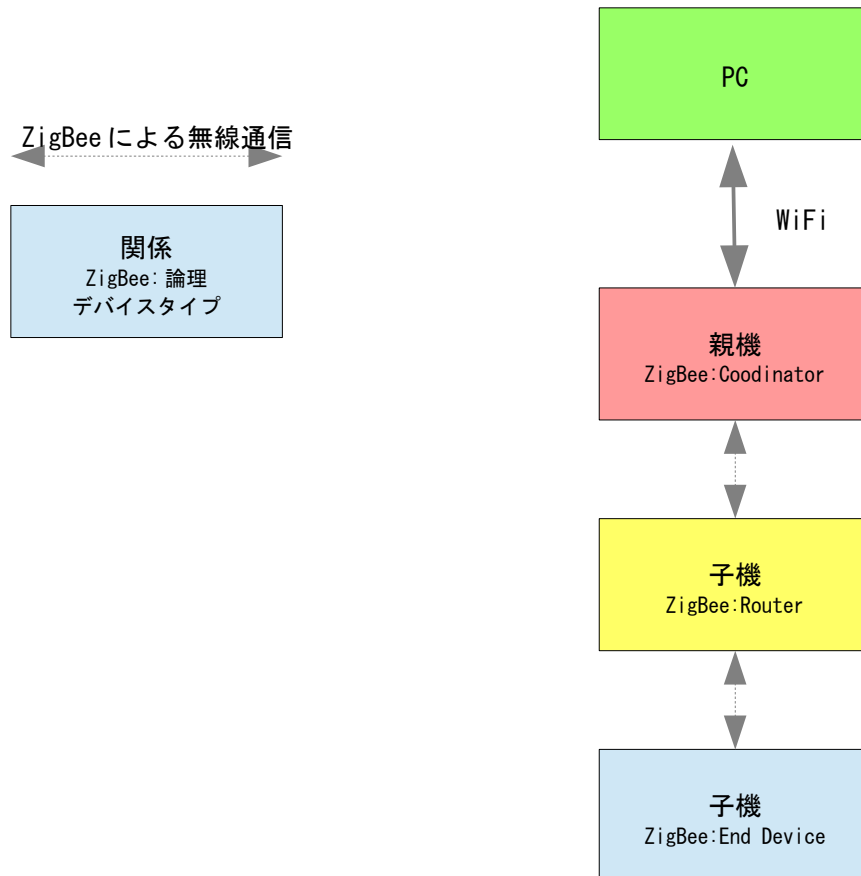 ZigBeeによる無線通信
関係
ZigBee:論理
デバイスタイプ
PC
WiFi
親機
ZigBee:Coodinator
子機
ZigBee:Router
子機
ZigBee:End Device